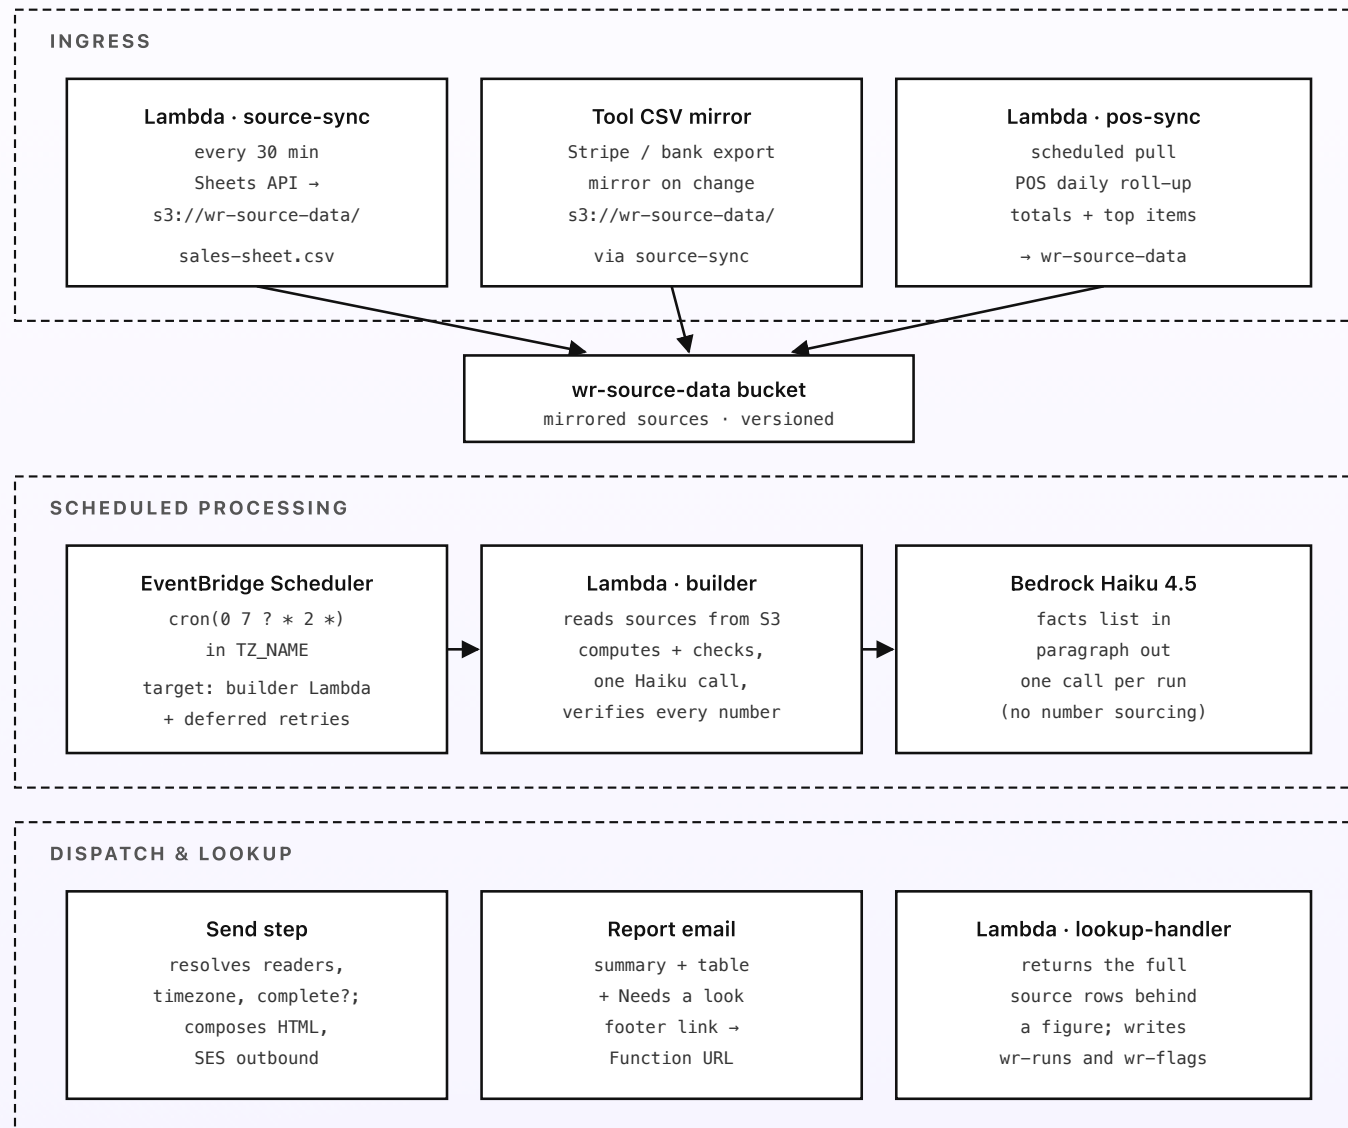 INGRESS
Lambda · source-sync
every 30 min
Sheets API →
s3://wr-source-data/
sales-sheet.csv
Tool CSV mirror
Stripe / bank export
mirror on change
s3://wr-source-data/
via source-sync
Lambda · pos-sync
scheduled pull
POS daily roll-up
totals + top items
→ wr-source-data
wr-source-data bucket
mirrored sources · versioned
SCHEDULED PROCESSING
EventBridge Scheduler
cron(0 7 ? * 2 *)
in TZ_NAME
target: builder Lambda
+ deferred retries
Lambda · builder
reads sources from S3
computes + checks,
one Haiku call,
verifies every number
Bedrock Haiku 4.5
facts list in
paragraph out
one call per run
(no number sourcing)
DISPATCH & LOOKUP
Send step
resolves readers,
timezone, complete?;
composes HTML,
SES outbound
Report email
summary + table
+ Needs a look
footer link →
Function URL
Lambda · lookup-handler
returns the full
source rows behind
a figure; writes
wr-runs and wr-flags